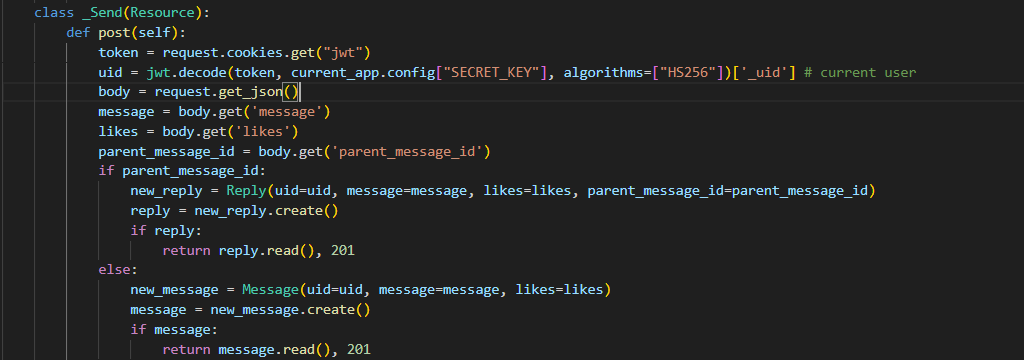 class _Send(Resource):
def post(self):
token = request.cookies.get("jwt")
uid = jwt.decode(token, current_app.config["SECRET_KEY"], algorithms=["HS256"])['_uid'] # current user
body = request.get_json()
message = body.get('message')
likes = body.get('likes')
parent_message_id = body.get('parent_message_id')
if parent_message_id:
new_reply = Reply(uid=uid, message=message, likes=likes, parent_message_id=parent_message_id)
reply = new_reply.create()
if reply:
return reply.read(), 201
else:
new_message = Message(uid=uid, message=message, likes=likes)
message = new_message.create()
if message:
return message.read(), 201